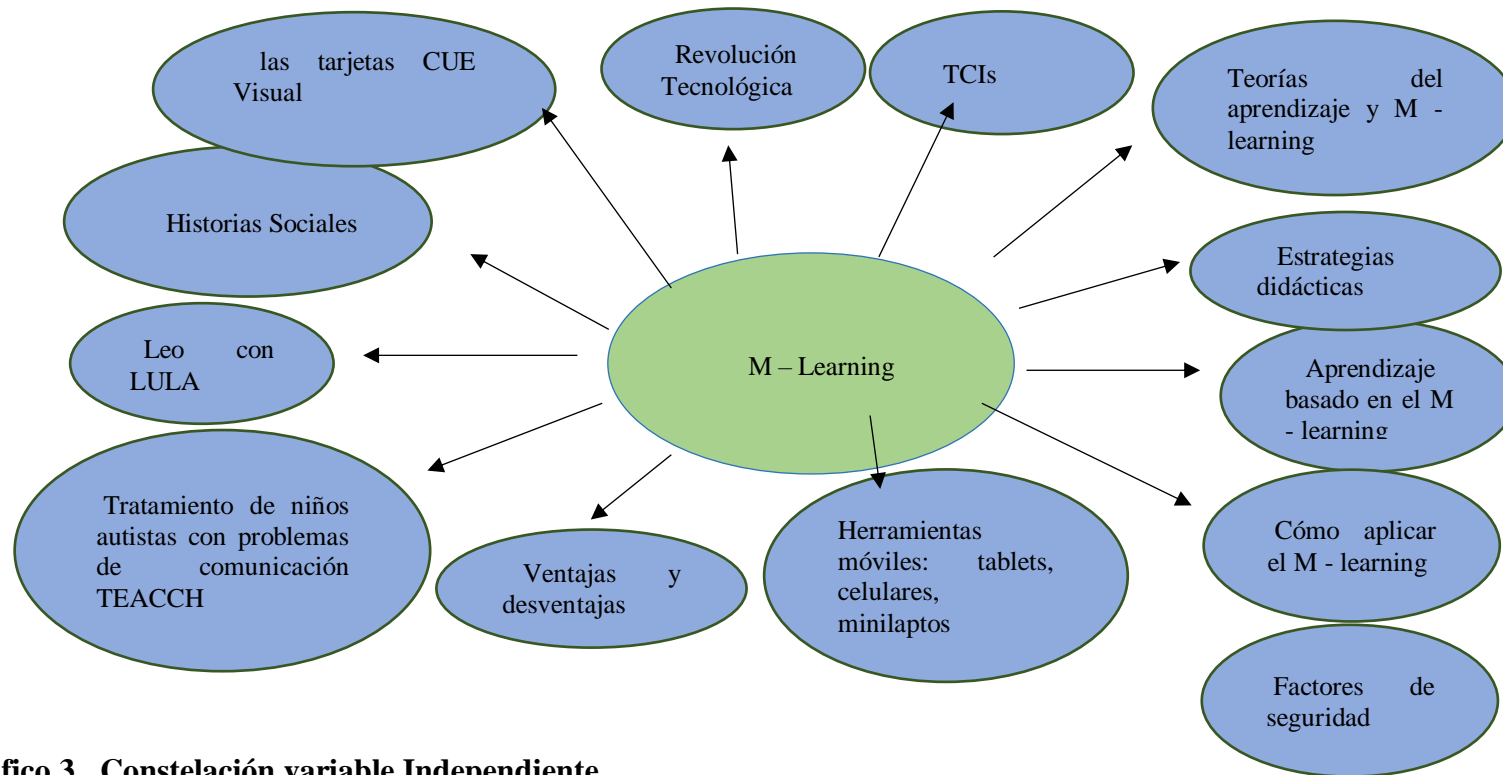 las tarjetas CUE
Visual
Revolución
Tecnológica
TCIs
Teorías del
aprendizaje y M -
learning
Historias Sociales
Estrategias
didácticas
Leo con
LULA
M – Learning
Aprendizaje
basado en el M
- learning
Tratamiento de niños
autistas con problemas
de comunicación
TEACCH
Ventajas y
desventajas
Herramientas
móviles: tablets,
celulares,
minilaptos
Cómo aplicar
el M - learning
Factores de
seguridad
fico 3. Constelación variable Independiente